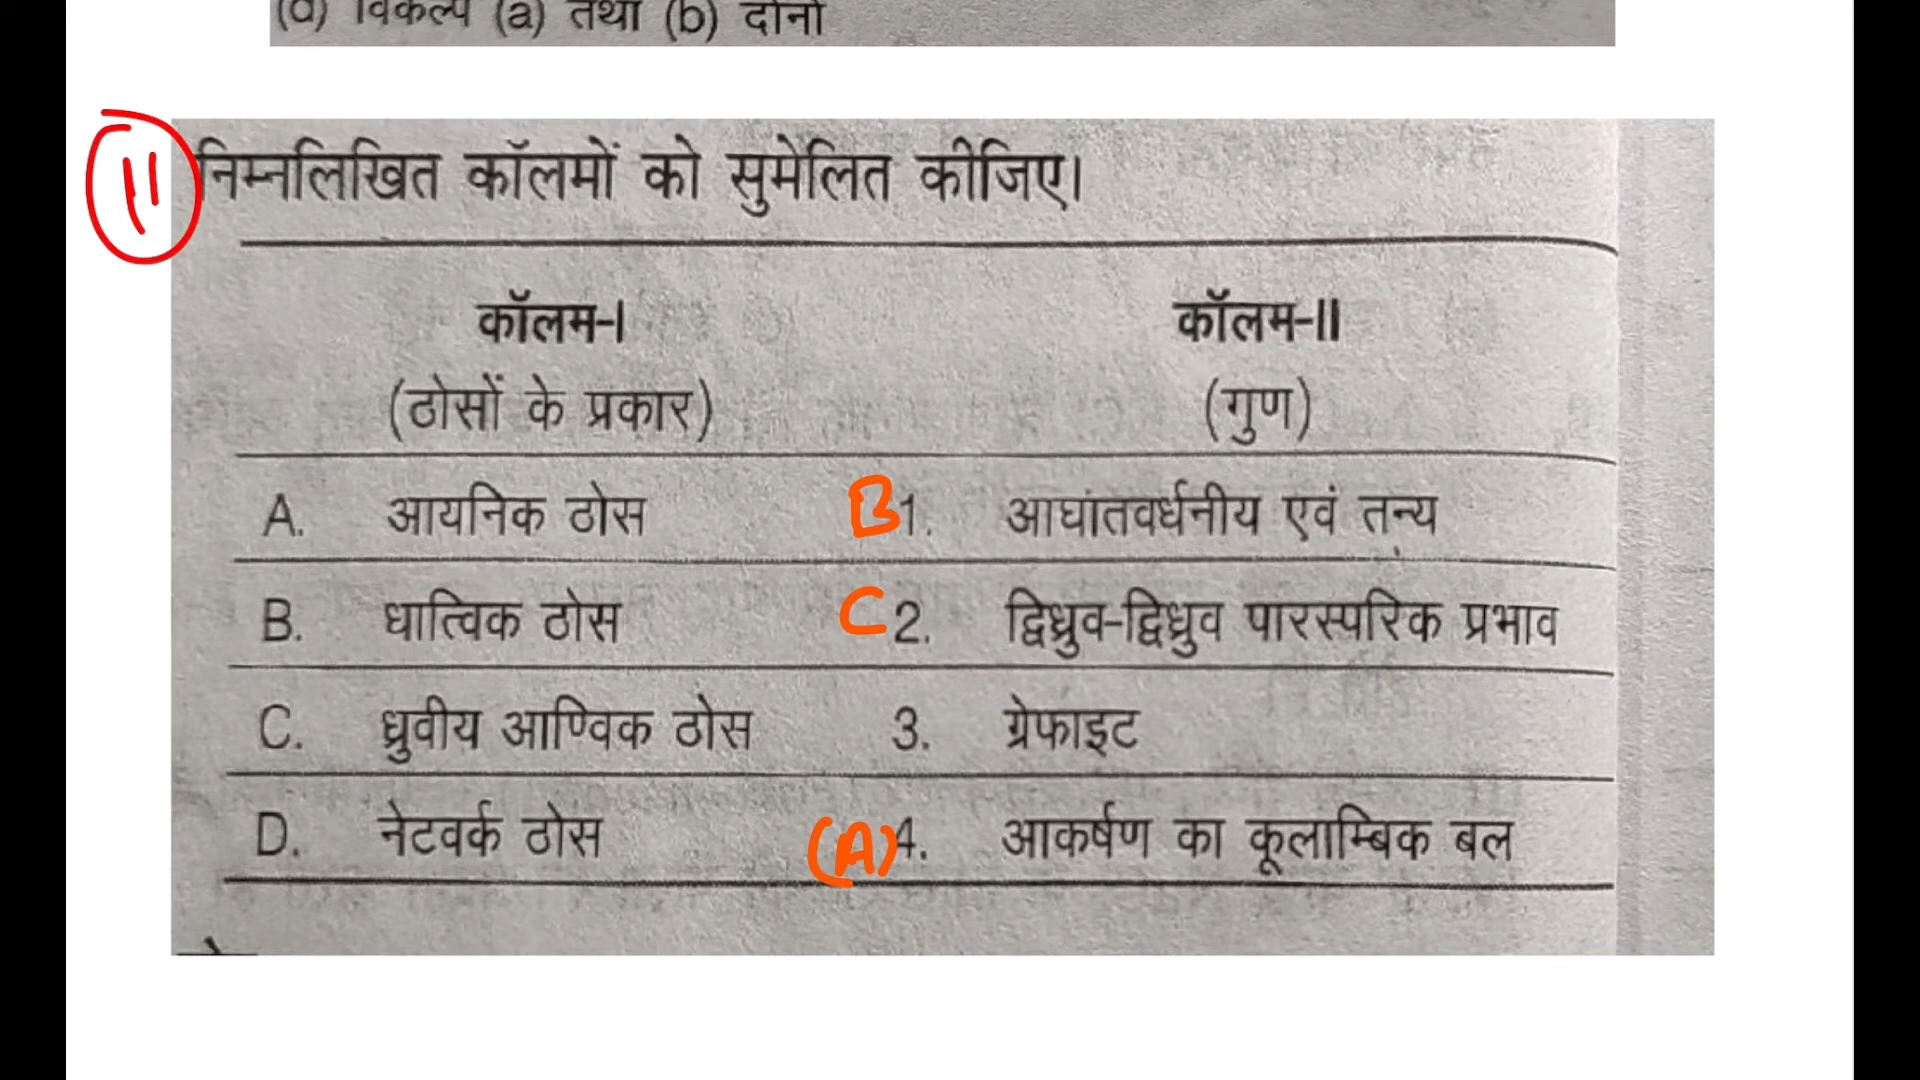 (d) विकल्प (a) तथा (b) दोनों
11 निम्नलिखित कॉलमों को सुमेलित कीजिए।
कॉलम-I कॉलम-II
(ठोसों के प्रकार) (गुण)
A. आयनिक ठोस B 1. आघांतवर्धनीय एवं तन्य
B. धात्विक ठोस C 2. द्विध्रुव-द्विध्रुव पारस्परिक प्रभाव
C. ध्रुवीय आण्विक ठोस 3. ग्रेफाइट
D. नेटवर्क ठोस (A) 4. आकर्षण का कूलाम्बिक बल